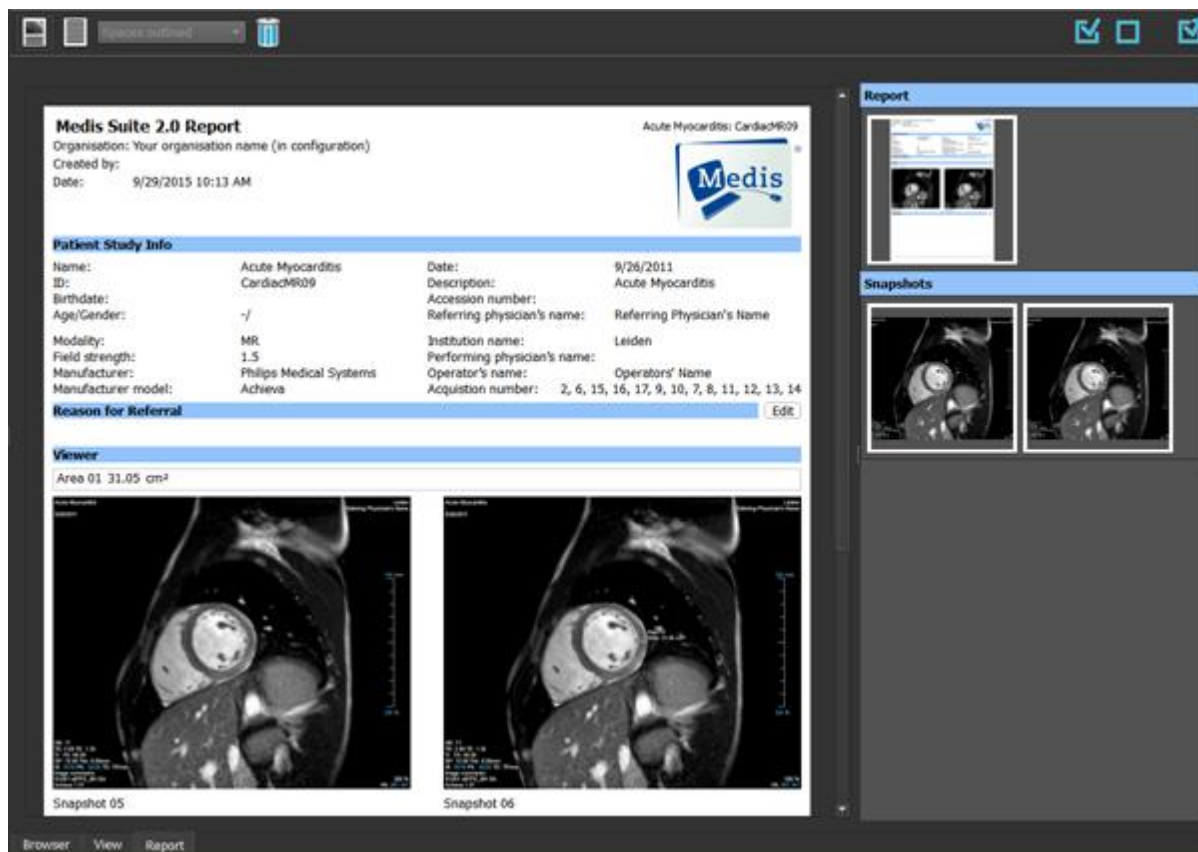 Spaces outlined
Medis Suite 2.0 Report
Acute Myocarditis: CardiacMR09
Organisation: Your organisation name (in configuration)
Created by:
Date: 9/29/2015 10:13 AM
Medis ®
Patient Study Info
Name: Acute Myocarditis Date: 9/26/2011
ID: CardiacMR09 Description: Acute Myocarditis
Birthdate: Accession number:
Age/Gender: -/ Referring physician's name: Referring Physician's Name
Modality: MR Institution name: Leiden
Field strength: 1.5 Performing physician's name:
Manufacturer: Philips Medical Systems Operator's name: Operators' Name
Manufacturer model: Achieva Acquistion number: 2, 6, 15, 16, 17, 9, 10, 7, 8, 11, 12, 13, 14
Reason for Referral Edit
Viewer
Area 01 31.05 cm²
Snapshot 05 Snapshot 06
Report
Snapshots
Browser View Report